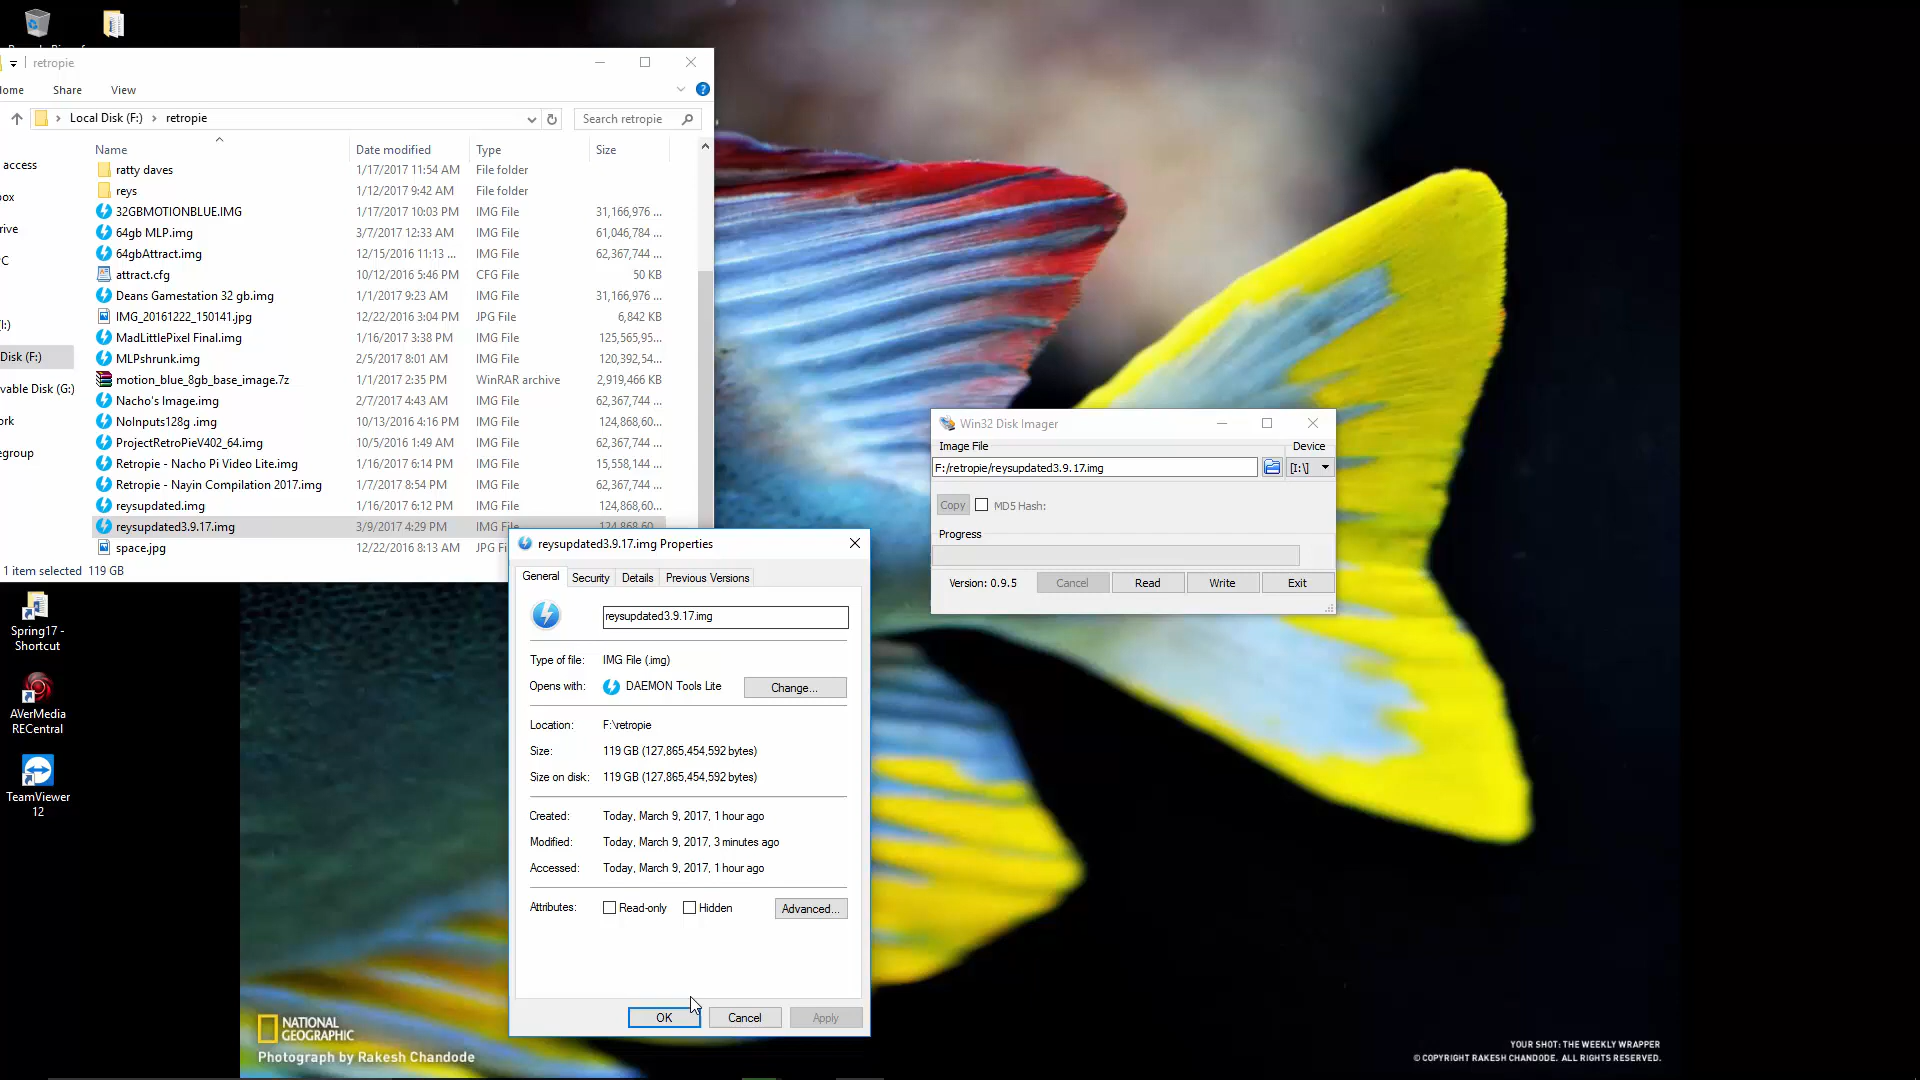 retropie
Home Share View
Local Disk (F:) retropie
Search retropie
Name Date modified Type Size
ratty daves 1/17/2017 11:54 AM File folder
reys 1/12/2017 9:42 AM File folder
32GBMOTIONBLUE.IMG 1/17/2017 10:03 PM IMG File 31,166,976 ...
64gb MLP.img 3/7/2017 12:33 AM IMG File 61,046,784 ...
64gbAttract.img 12/15/2016 11:13 ... IMG File 62,367,744 ...
attract.cfg 10/12/2016 5:46 PM CFG File 50 KB
Deans Gamestation 32 gb.img 1/1/2017 9:23 AM IMG File 31,166,976 ...
IMG_20161222_150141.jpg 12/22/2016 3:04 PM JPG File 6,842 KB
MadLittlePixel Final.img 1/16/2017 3:38 PM IMG File 125,565,95...
MLPshrunk.img 2/5/2017 8:01 AM IMG File 120,392,54...
motion_blue_8gb_base_image.7z 1/1/2017 2:35 PM WinRAR archive 2,919,466 KB
Nacho's Image.img 2/7/2017 4:43 AM IMG File 62,367,744 ...
NoInputs128g .img 10/13/2016 4:16 PM IMG File 124,868,60...
ProjectRetroPieV402_64.img 10/5/2016 1:49 AM IMG File 62,367,744 ...
Retropie - Nacho Pi Video Lite.img 1/16/2017 6:14 PM IMG File 15,558,144 ...
Retropie - Nayin Compilation 2017.img 1/7/2017 8:54 PM IMG File 62,367,744 ...
reysupdated.img 1/16/2017 6:12 PM IMG File 124,868,60...
reysupdated3.9.17.img 3/9/2017 4:29 PM IMG File 124,868,60...
space.jpg 12/22/2016 8:13 AM JPG Fi
access
box
rive
PC
(I:)
Disk (F:)
vable Disk (G:)
ork
egroup
1 item selected 119 GB
Spring17 -
Shortcut
AVerMedia
RECentral
TeamViewer
12
reysupdated3.9.17.img Properties
General Security Details Previous Versions
reysupdated3.9.17.img
Type of file: IMG File (.img)
Opens with: DAEMON Tools Lite Change...
Location: F:\retropie
Size: 119 GB (127,865,454,592 bytes)
Size on disk: 119 GB (127,865,454,592 bytes)
Created: Today, March 9, 2017, 1 hour ago
Modified: Today, March 9, 2017, 3 minutes ago
Accessed: Today, March 9, 2017, 1 hour ago
Attributes: Read-only Hidden Advanced...
OK Cancel Apply
Win32 Disk Imager
Image File Device
F:/retropie/reysupdated3.9.17.img [I:\]
Copy MD5 Hash:
Progress
Version: 0.9.5 Cancel Read Write Exit
NATIONAL
GEOGRAPHIC
Photograph by Rakesh Chandode
YOUR SHOT: THE WEEKLY WRAPPER
© COPYRIGHT RAKESH CHANDODE. ALL RIGHTS RESERVED.